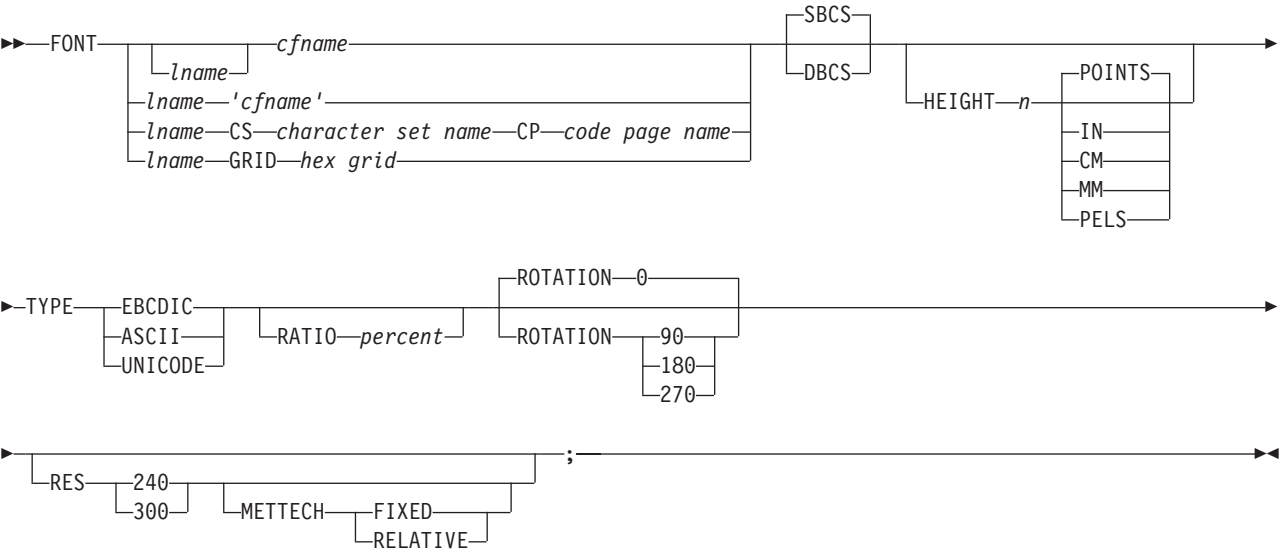 SBCS
FONT cfname
lname DBCS POINTS
lname 'cfname' HEIGHT n
lname CS character set name CP code page name IN
lname GRID hex grid CM
MM
PELS
ROTATION 0
TYPE EBCDIC
ASCII RATIO percent ROTATION 90
UNICODE 180
270
;
RES 240
300 METTECH FIXED
RELATIVE